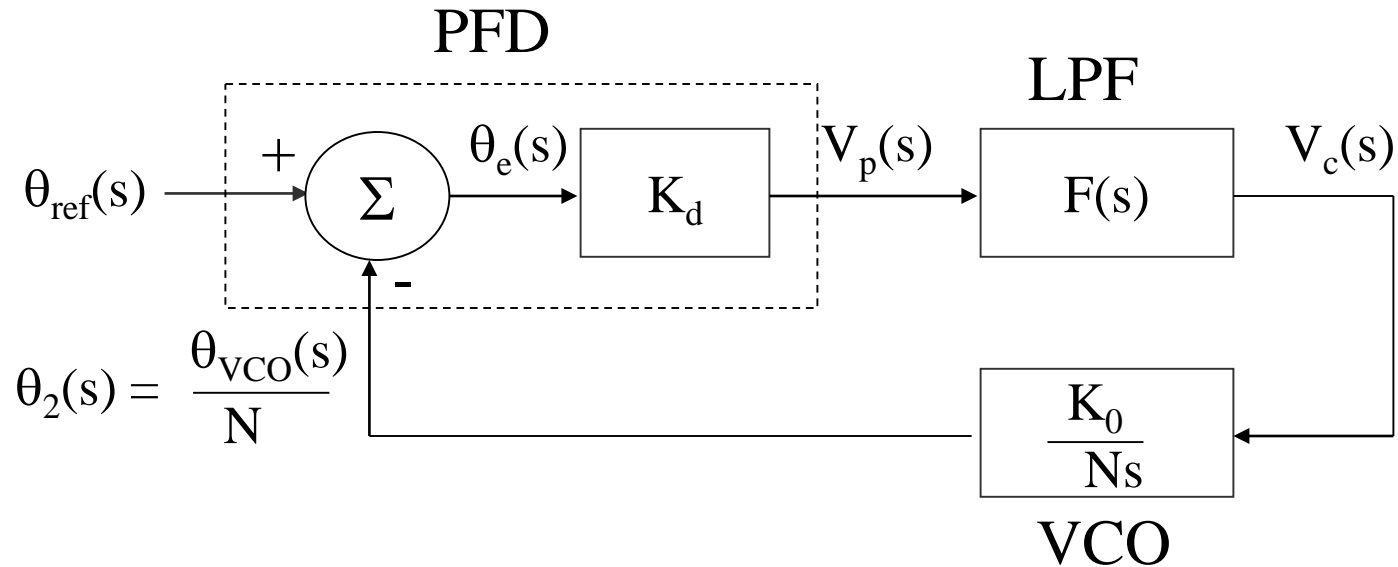 PFD
LPF
+
θref(s)
Σ
θe(s)
Kd
Vp(s)
F(s)
Vc(s)
-
θ2(s) = θVCO(s)
N
K0
Ns
VCO